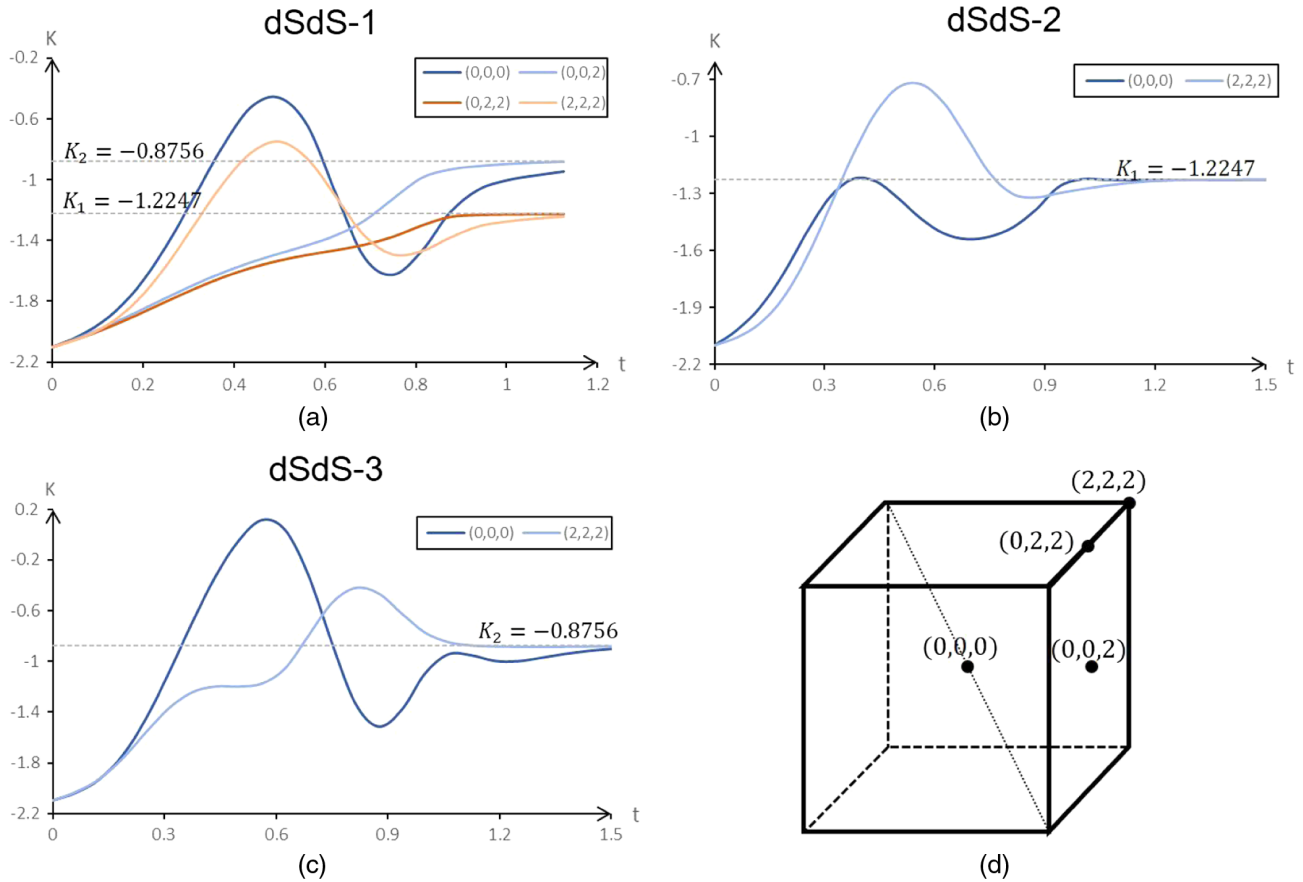 dSdS-1
K
-0.2
-0.6
-1
-1.4
-1.8
-2.2
(0,0,0) (0,0,2)
(0,2,2) (2,2,2)
K₂ = −0.8756
K₁ = −1.2247
0 0.2 0.4 0.6 0.8 1 1.2
t
(a)
dSdS-2
K
-0.7
-1
-1.3
-1.6
-1.9
-2.2
(0,0,0) (2,2,2)
K₁ = −1.2247
0 0.3 0.6 0.9 1.2 1.5
t
(b)
dSdS-3
K
0.2
-0.2
-0.6
-1
-1.4
-1.8
-2.2
(0,0,0) (2,2,2)
K₂ = −0.8756
0 0.3 0.6 0.9 1.2 1.5
t
(c)
(2,2,2)
(0,2,2)
(0,0,0)
(0,0,2)
(d)